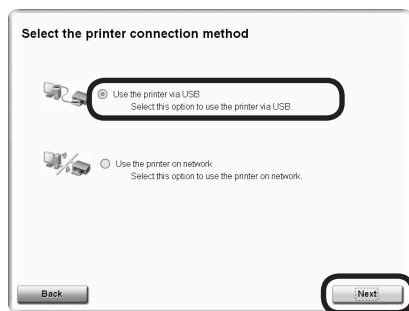 Select the printer connection method
Use the printer via USB
Select this option to use the printer via USB.
Use the printer on network
Select this option to use the printer on network.
Back
Next